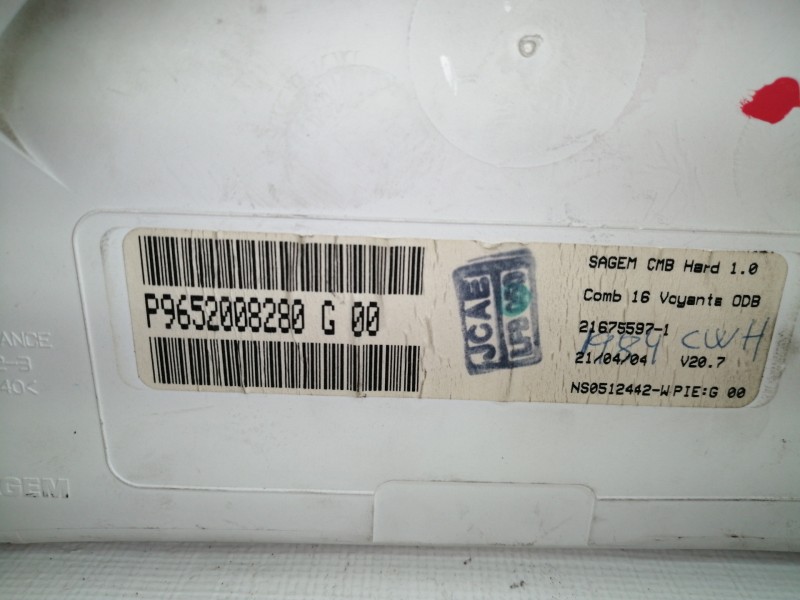 P9652008280 G 00
JCAE
SAGEM CMB Hard 1.0
Comb 16 Voyants ODB
21675597-1
1984 CWH
21/04/04 V20.7
NS0512442-W PIE:G 00